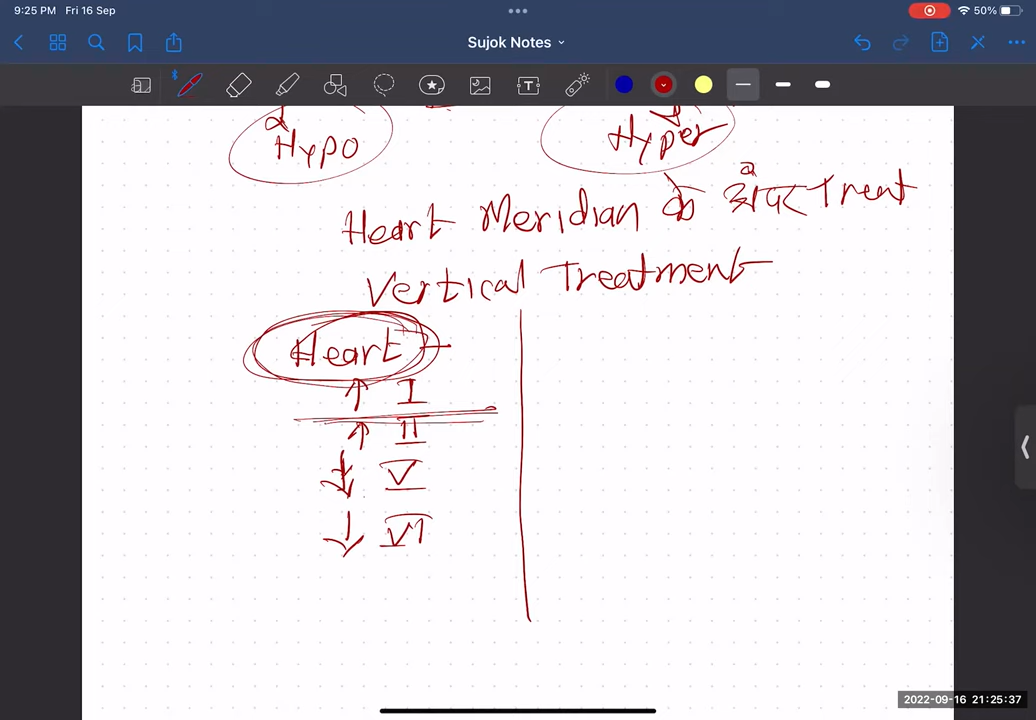 9:25 PM Fri 16 Sep
50%
Sujok Notes
T
Hypo Hyper
Heart Meridian के ऊपर Treat
Vertical Treatment
Heart
↑ I
↑ II
↓ V
↓ VI
2022-09-16 21:25:37